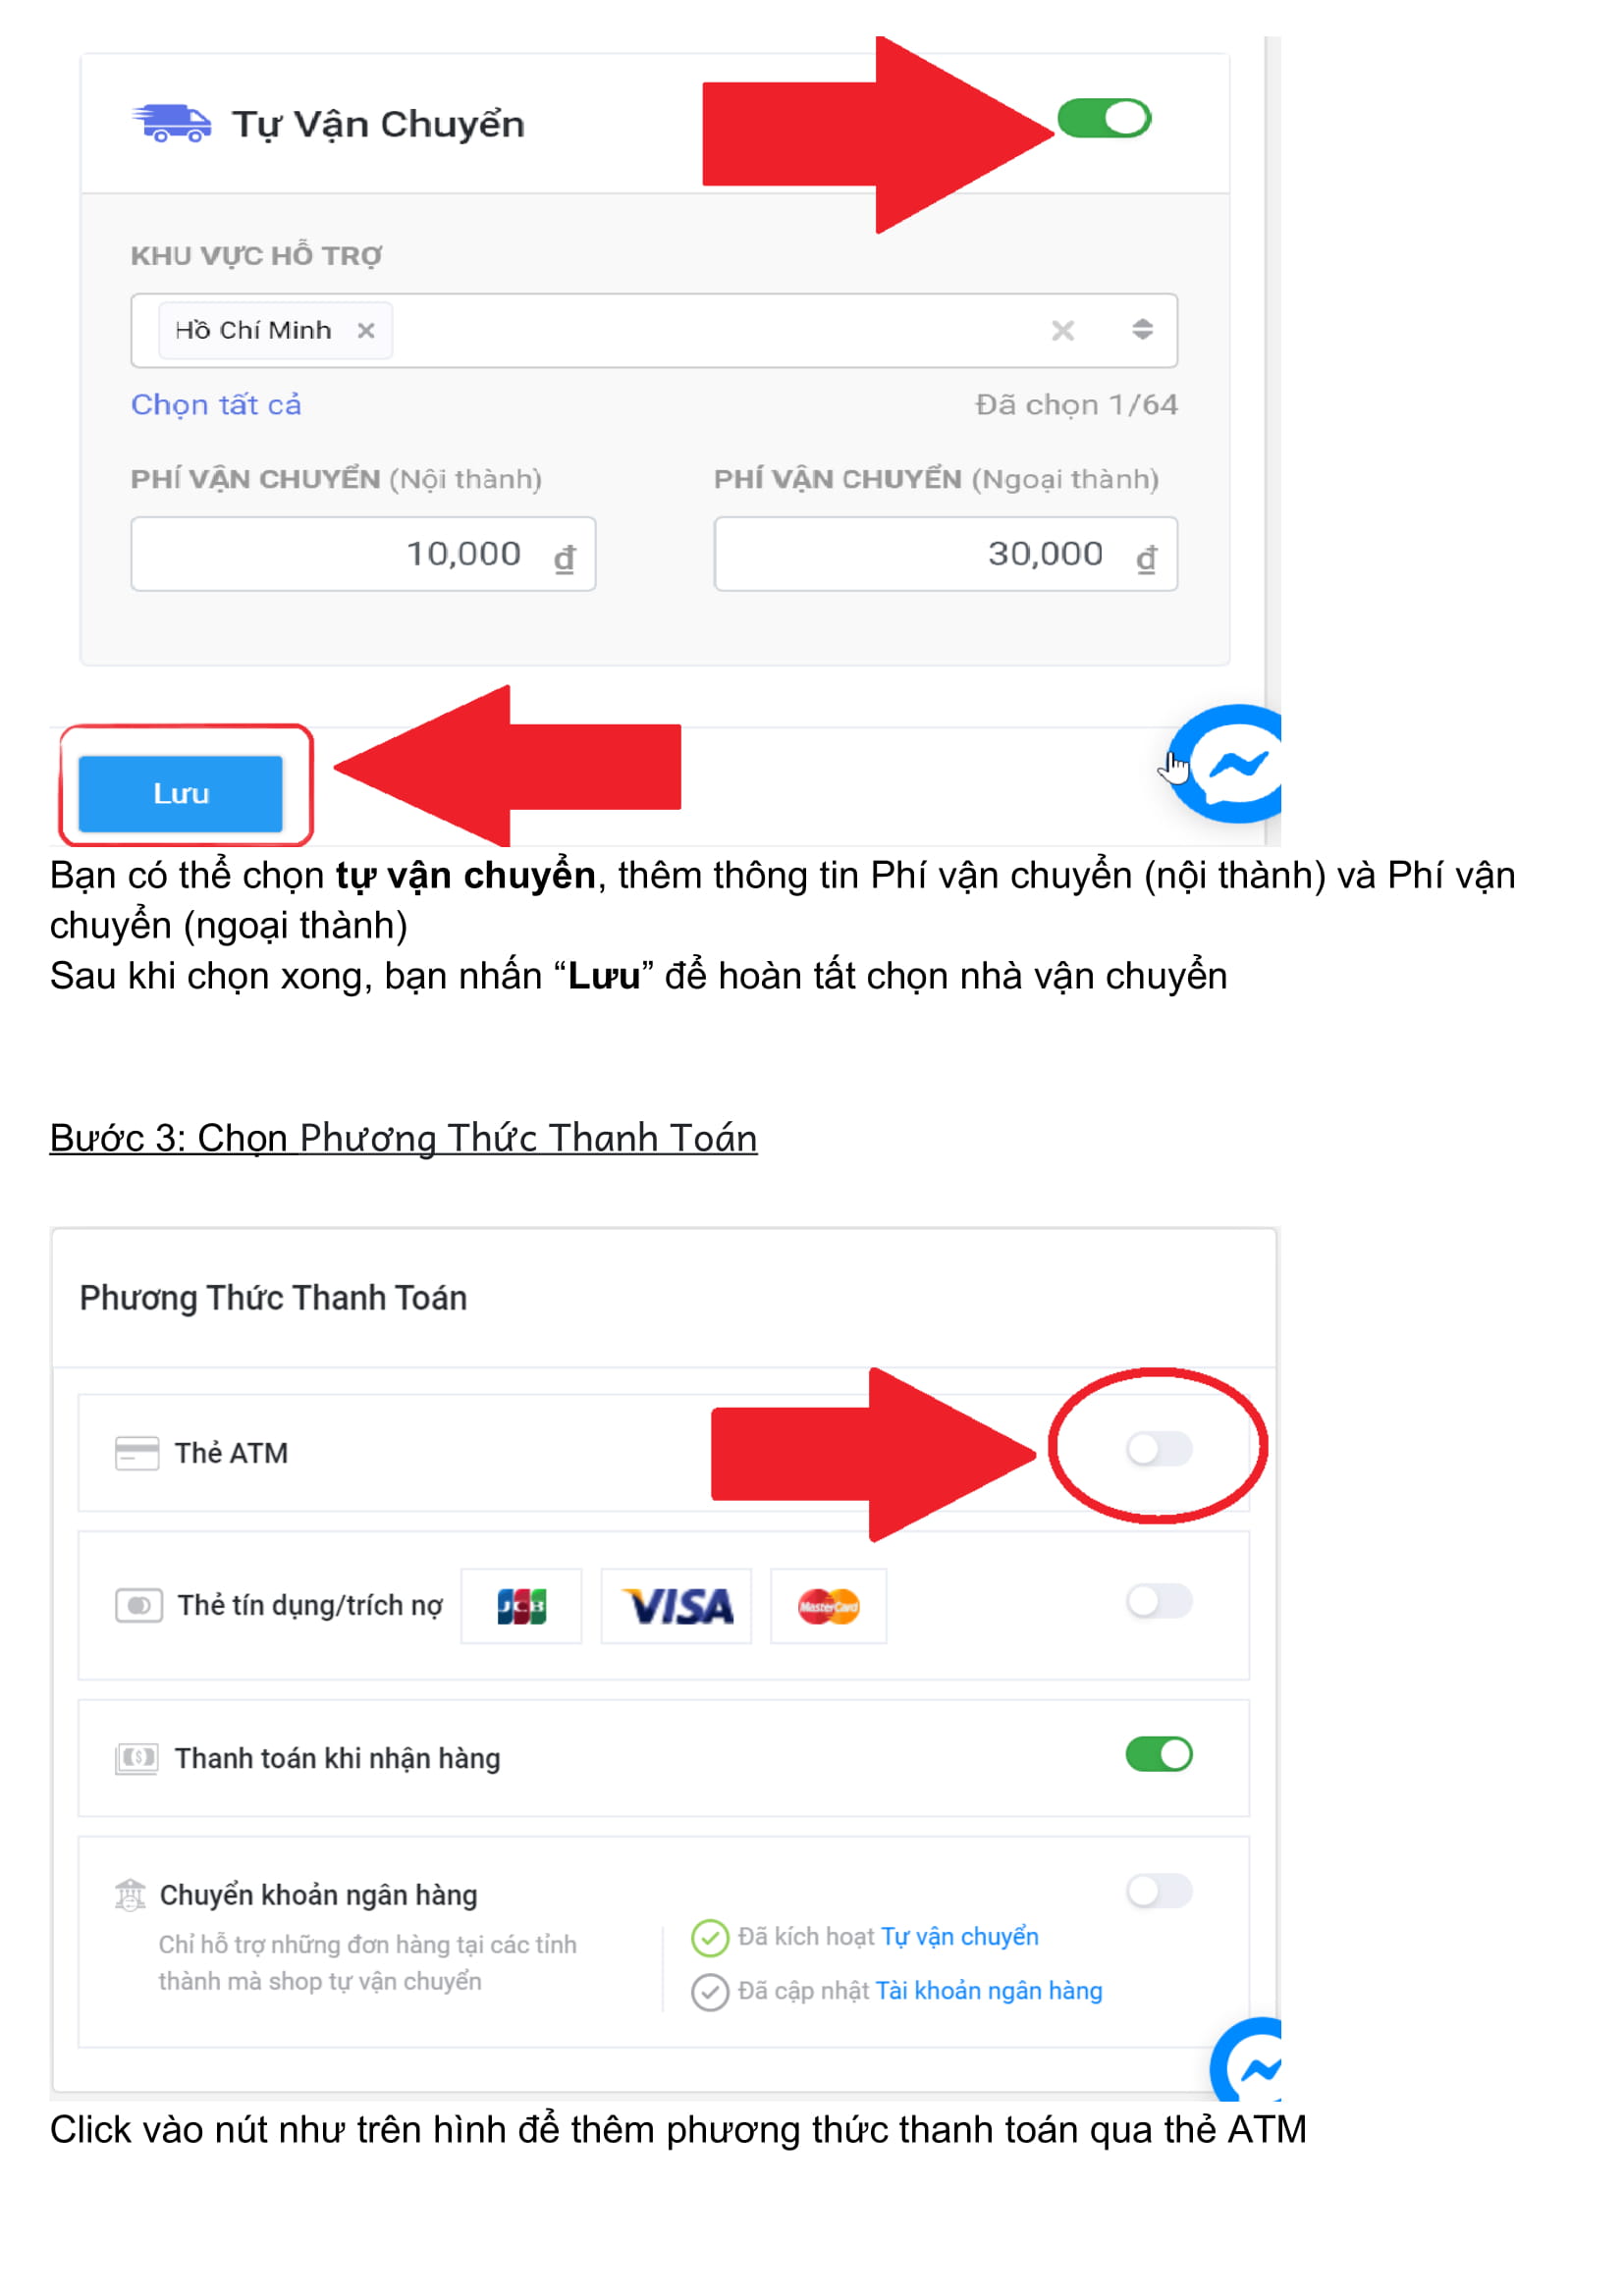 Tự Vận Chuyển
KHU VỰC HỖ TRỢ
Hồ Chí Minh ×
Chọn tất cả Đã chọn 1/64
PHÍ VẬN CHUYỂN (Nội thành) PHÍ VẬN CHUYỂN (Ngoại thành)
10,000 đ 30,000 đ
Lưu
Bạn có thể chọn tự vận chuyển, thêm thông tin Phí vận chuyển (nội thành) và Phí vận
chuyển (ngoại thành)
Sau khi chọn xong, bạn nhấn “Lưu” để hoàn tất chọn nhà vận chuyển
Bước 3: Chọn Phương Thức Thanh Toán
Phương Thức Thanh Toán
Thẻ ATM
Thẻ tín dụng/trích nợ JCB VISA MasterCard
Thanh toán khi nhận hàng
Chuyển khoản ngân hàng
Chỉ hỗ trợ những đơn hàng tại các tỉnh
thành mà shop tự vận chuyển
Đã kích hoạt Tự vận chuyển
Đã cập nhật Tài khoản ngân hàng
Click vào nút như trên hình để thêm phương thức thanh toán qua thẻ ATM